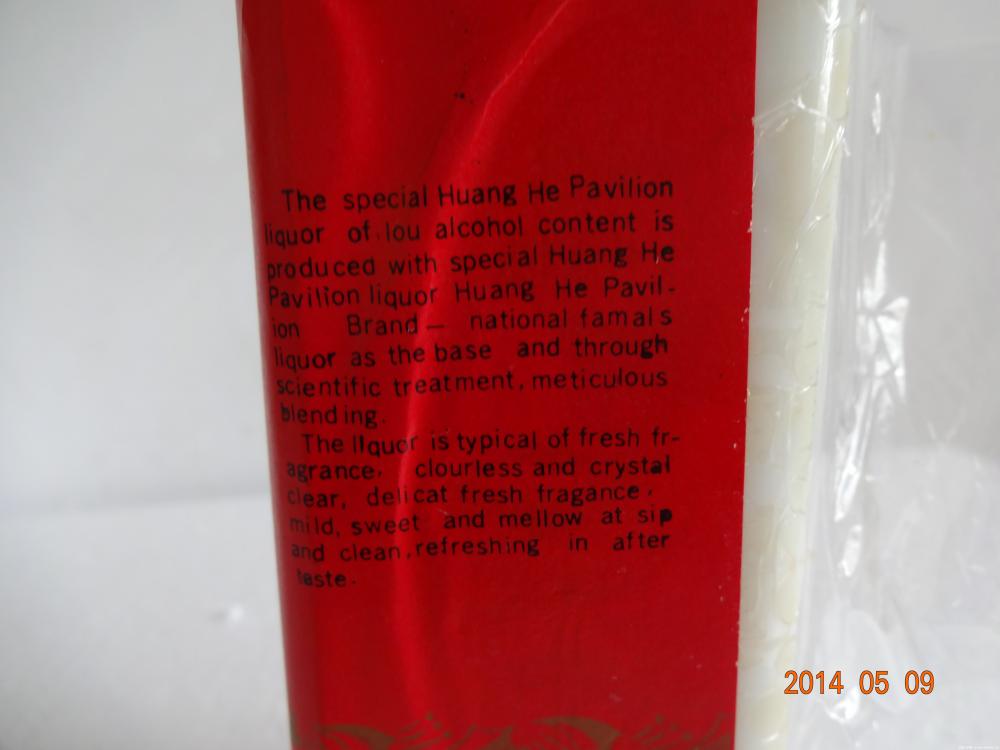 The special Huang He Pavilion
liquor of lou alcohol content is
produced with special Huang He
Pavilion liquor Huang He Pavil-
ion Brand — national famals
liquor as the base and through
scientific treatment, meticulous
blending.
The liquor is typical of fresh fr-
agrance, clourless and crystal
clear, delicat fresh fragance,
mild, sweet and mellow at sip
and clean, refreshing in after
taste.
2014 05 09